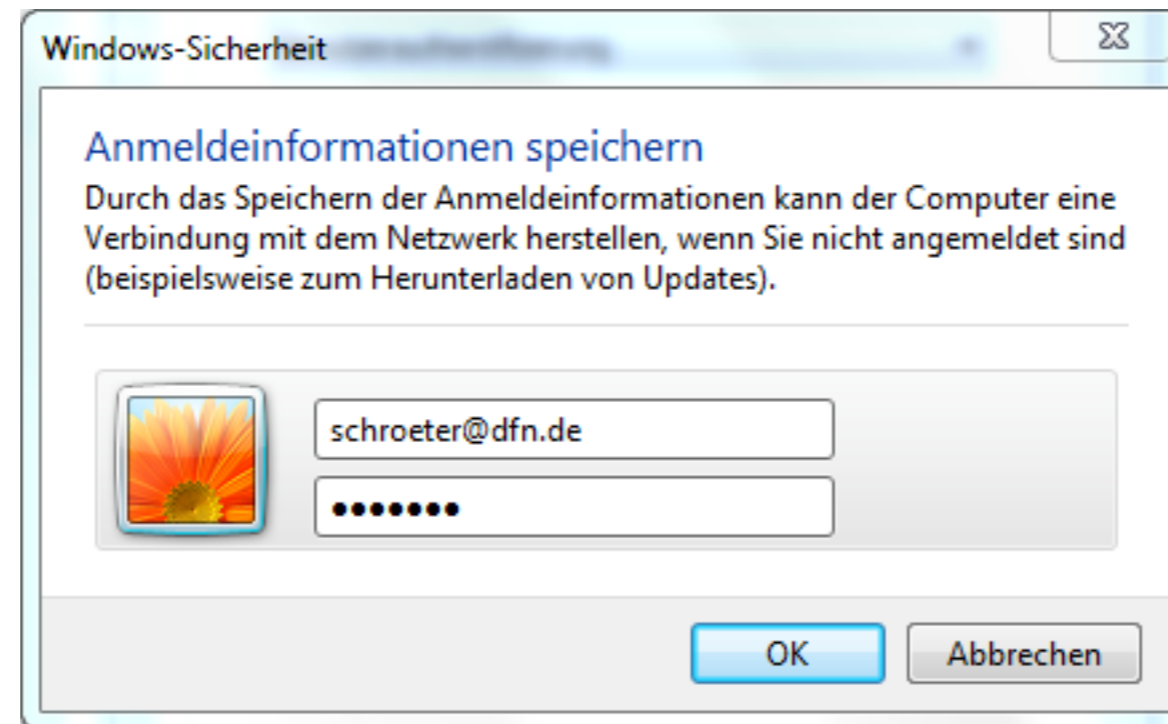 Windows-Sicherheit
Anmeldeinformationen speichern
Durch das Speichern der Anmeldeinformationen kann der Computer eine
Verbindung mit dem Netzwerk herstellen, wenn Sie nicht angemeldet sind
(beispielsweise zum Herunterladen von Updates).
schroeter@dfn.de
●●●●●●●
OK
Abbrechen